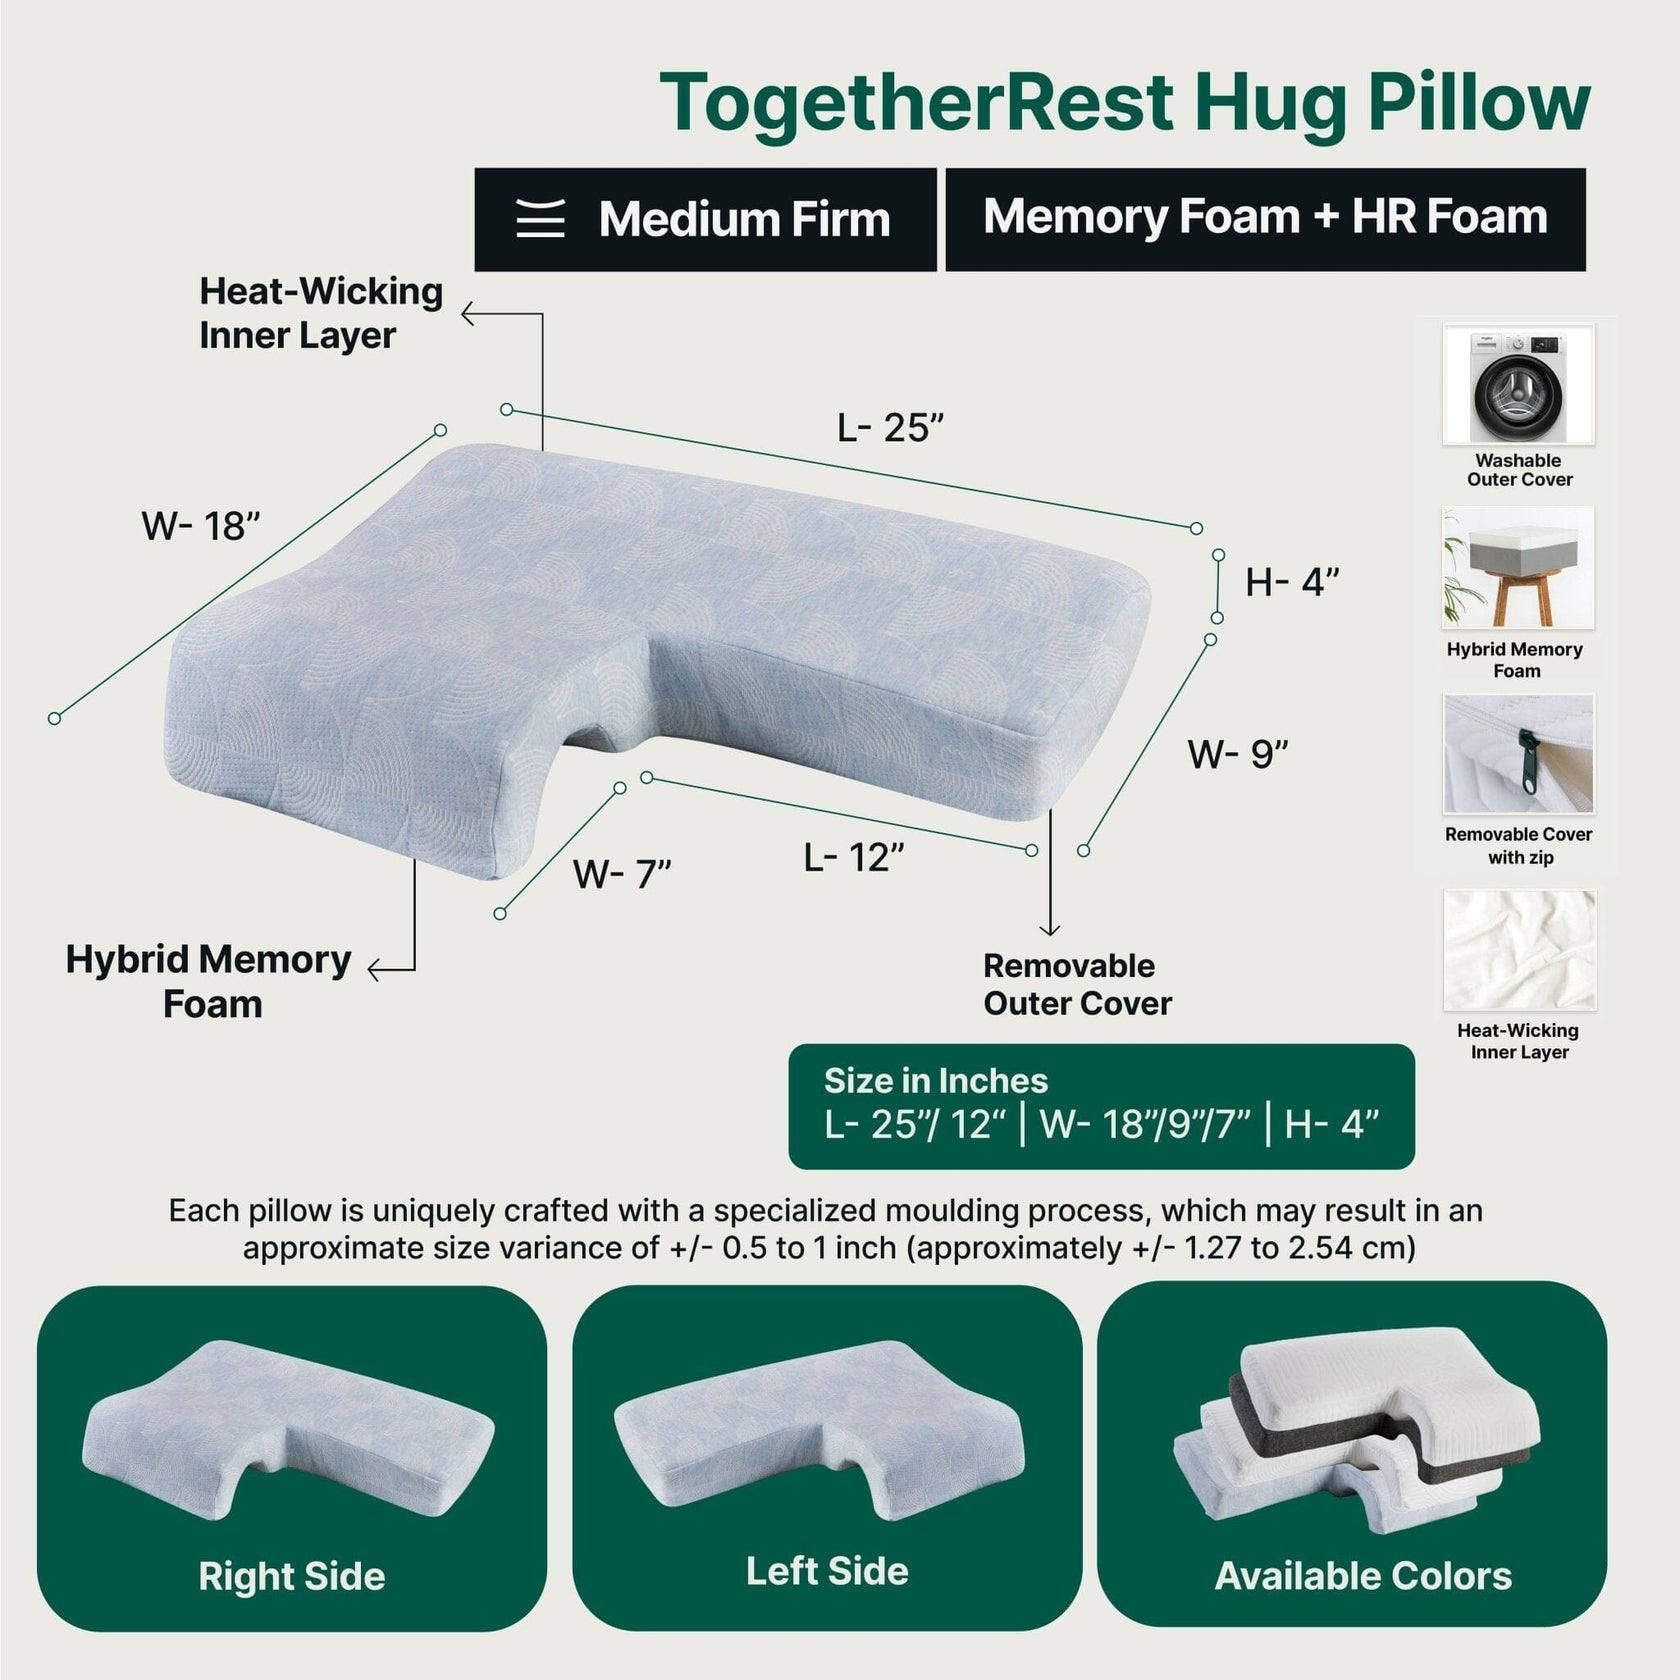 TogetherRest Hug Pillow
Medium Firm
Memory Foam + HR Foam
Heat-Wicking
Inner Layer
L- 25”
W- 18”
H- 4”
W- 9”
L- 12”
W- 7”
Hybrid Memory
Foam
Removable
Outer Cover
Washable
Outer Cover
Hybrid Memory
Foam
Removable Cover
with zip
Heat-Wicking
Inner Layer
Size in Inches
L- 25”/ 12“ | W- 18”/9”/7” | H- 4”
Each pillow is uniquely crafted with a specialized moulding process, which may result in an
approximate size variance of +/- 0.5 to 1 inch (approximately +/- 1.27 to 2.54 cm)
Right Side
Left Side
Available Colors